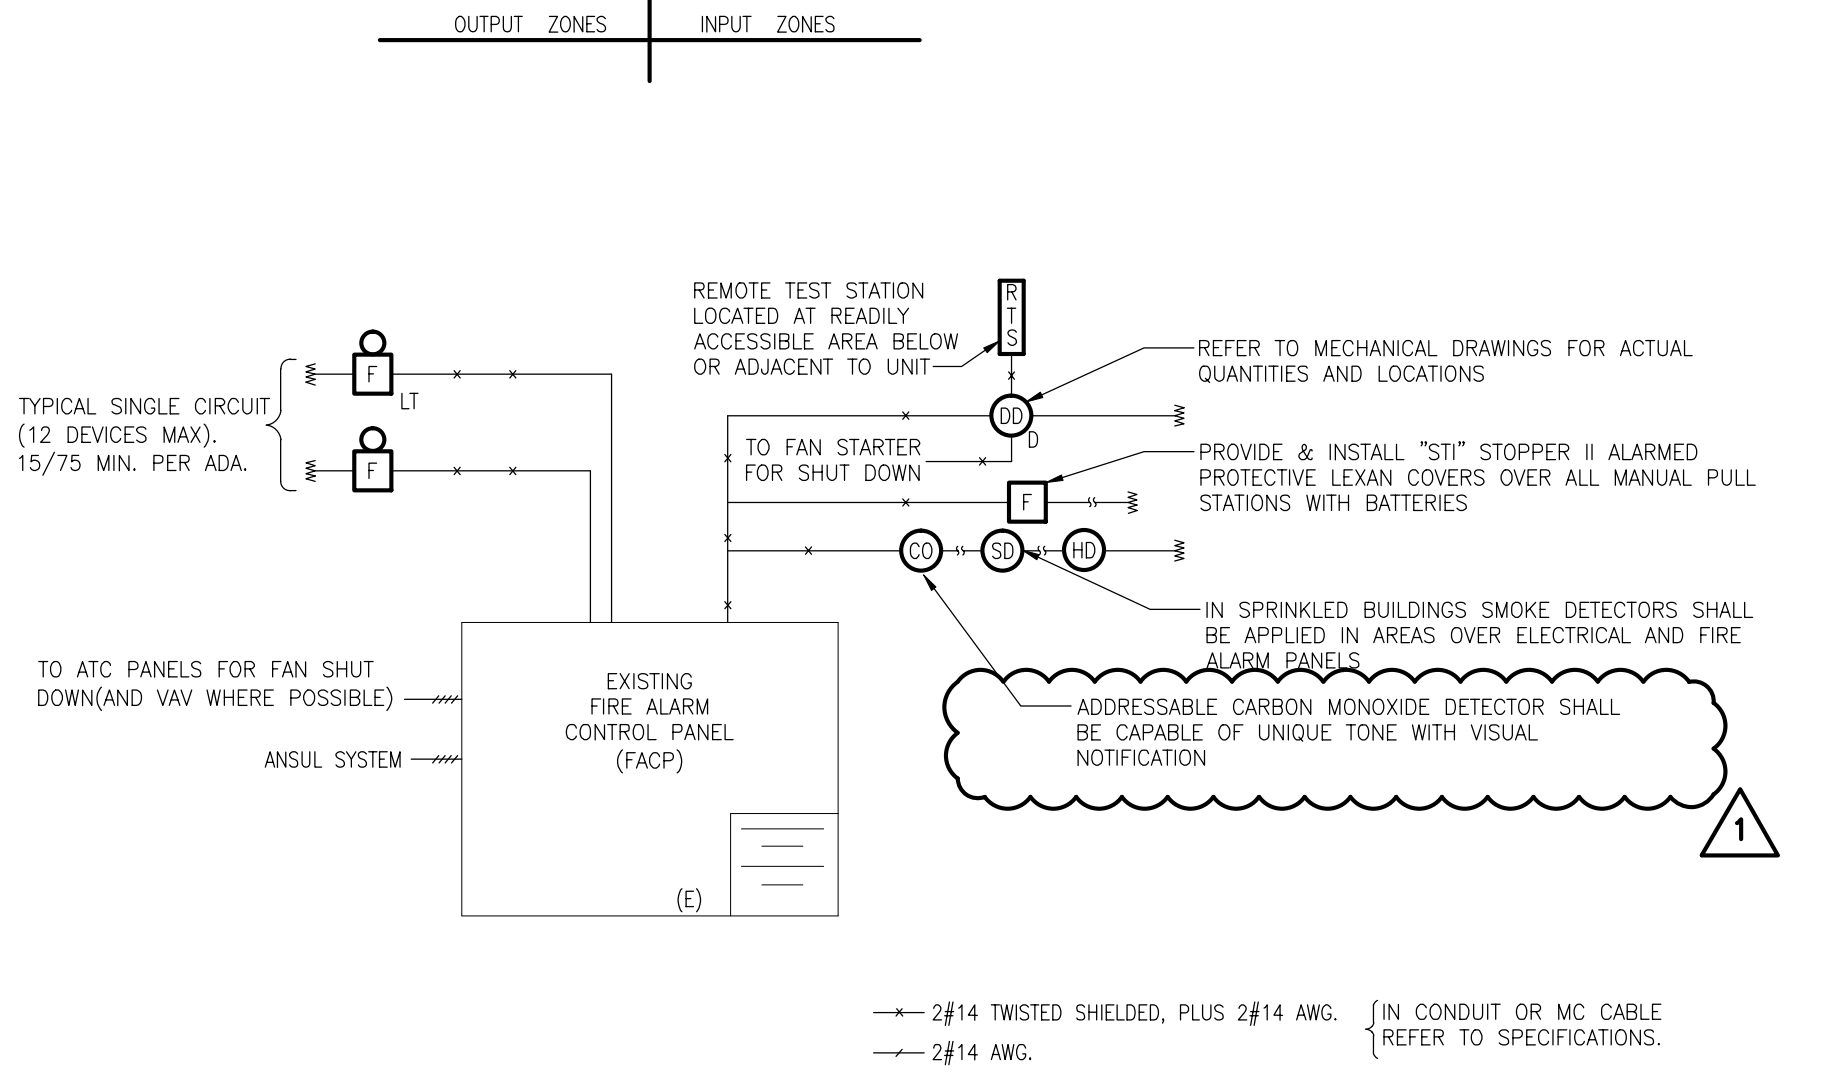 OUTPUT ZONES
INPUT ZONES
REMOTE TEST STATION
LOCATED AT READILY
ACCESSIBLE AREA BELOW
OR ADJACENT TO UNIT
R
T
S
REFER TO MECHANICAL DRAWINGS FOR ACTUAL
QUANTITIES AND LOCATIONS
F
LT
TYPICAL SINGLE CIRCUIT
(12 DEVICES MAX).
15/75 MIN. PER ADA.
F
DD
D
TO FAN STARTER
FOR SHUT DOWN
PROVIDE & INSTALL "STI" STOPPER II ALARMED
PROTECTIVE LEXAN COVERS OVER ALL MANUAL PULL
STATIONS WITH BATTERIES
F
CO
SD
HD
IN SPRINKLED BUILDINGS SMOKE DETECTORS SHALL
BE APPLIED IN AREAS OVER ELECTRICAL AND FIRE
ALARM PANELS
TO ATC PANELS FOR FAN SHUT
DOWN(AND VAV WHERE POSSIBLE)
ANSUL SYSTEM
EXISTING
FIRE ALARM
CONTROL PANEL
(FACP)
(E)
ADDRESSABLE CARBON MONOXIDE DETECTOR SHALL
BE CAPABLE OF UNIQUE TONE WITH VISUAL
NOTIFICATION
1
2#14 TWISTED SHIELDED, PLUS 2#14 AWG.
2#14 AWG.
IN CONDUIT OR MC CABLE
REFER TO SPECIFICATIONS.